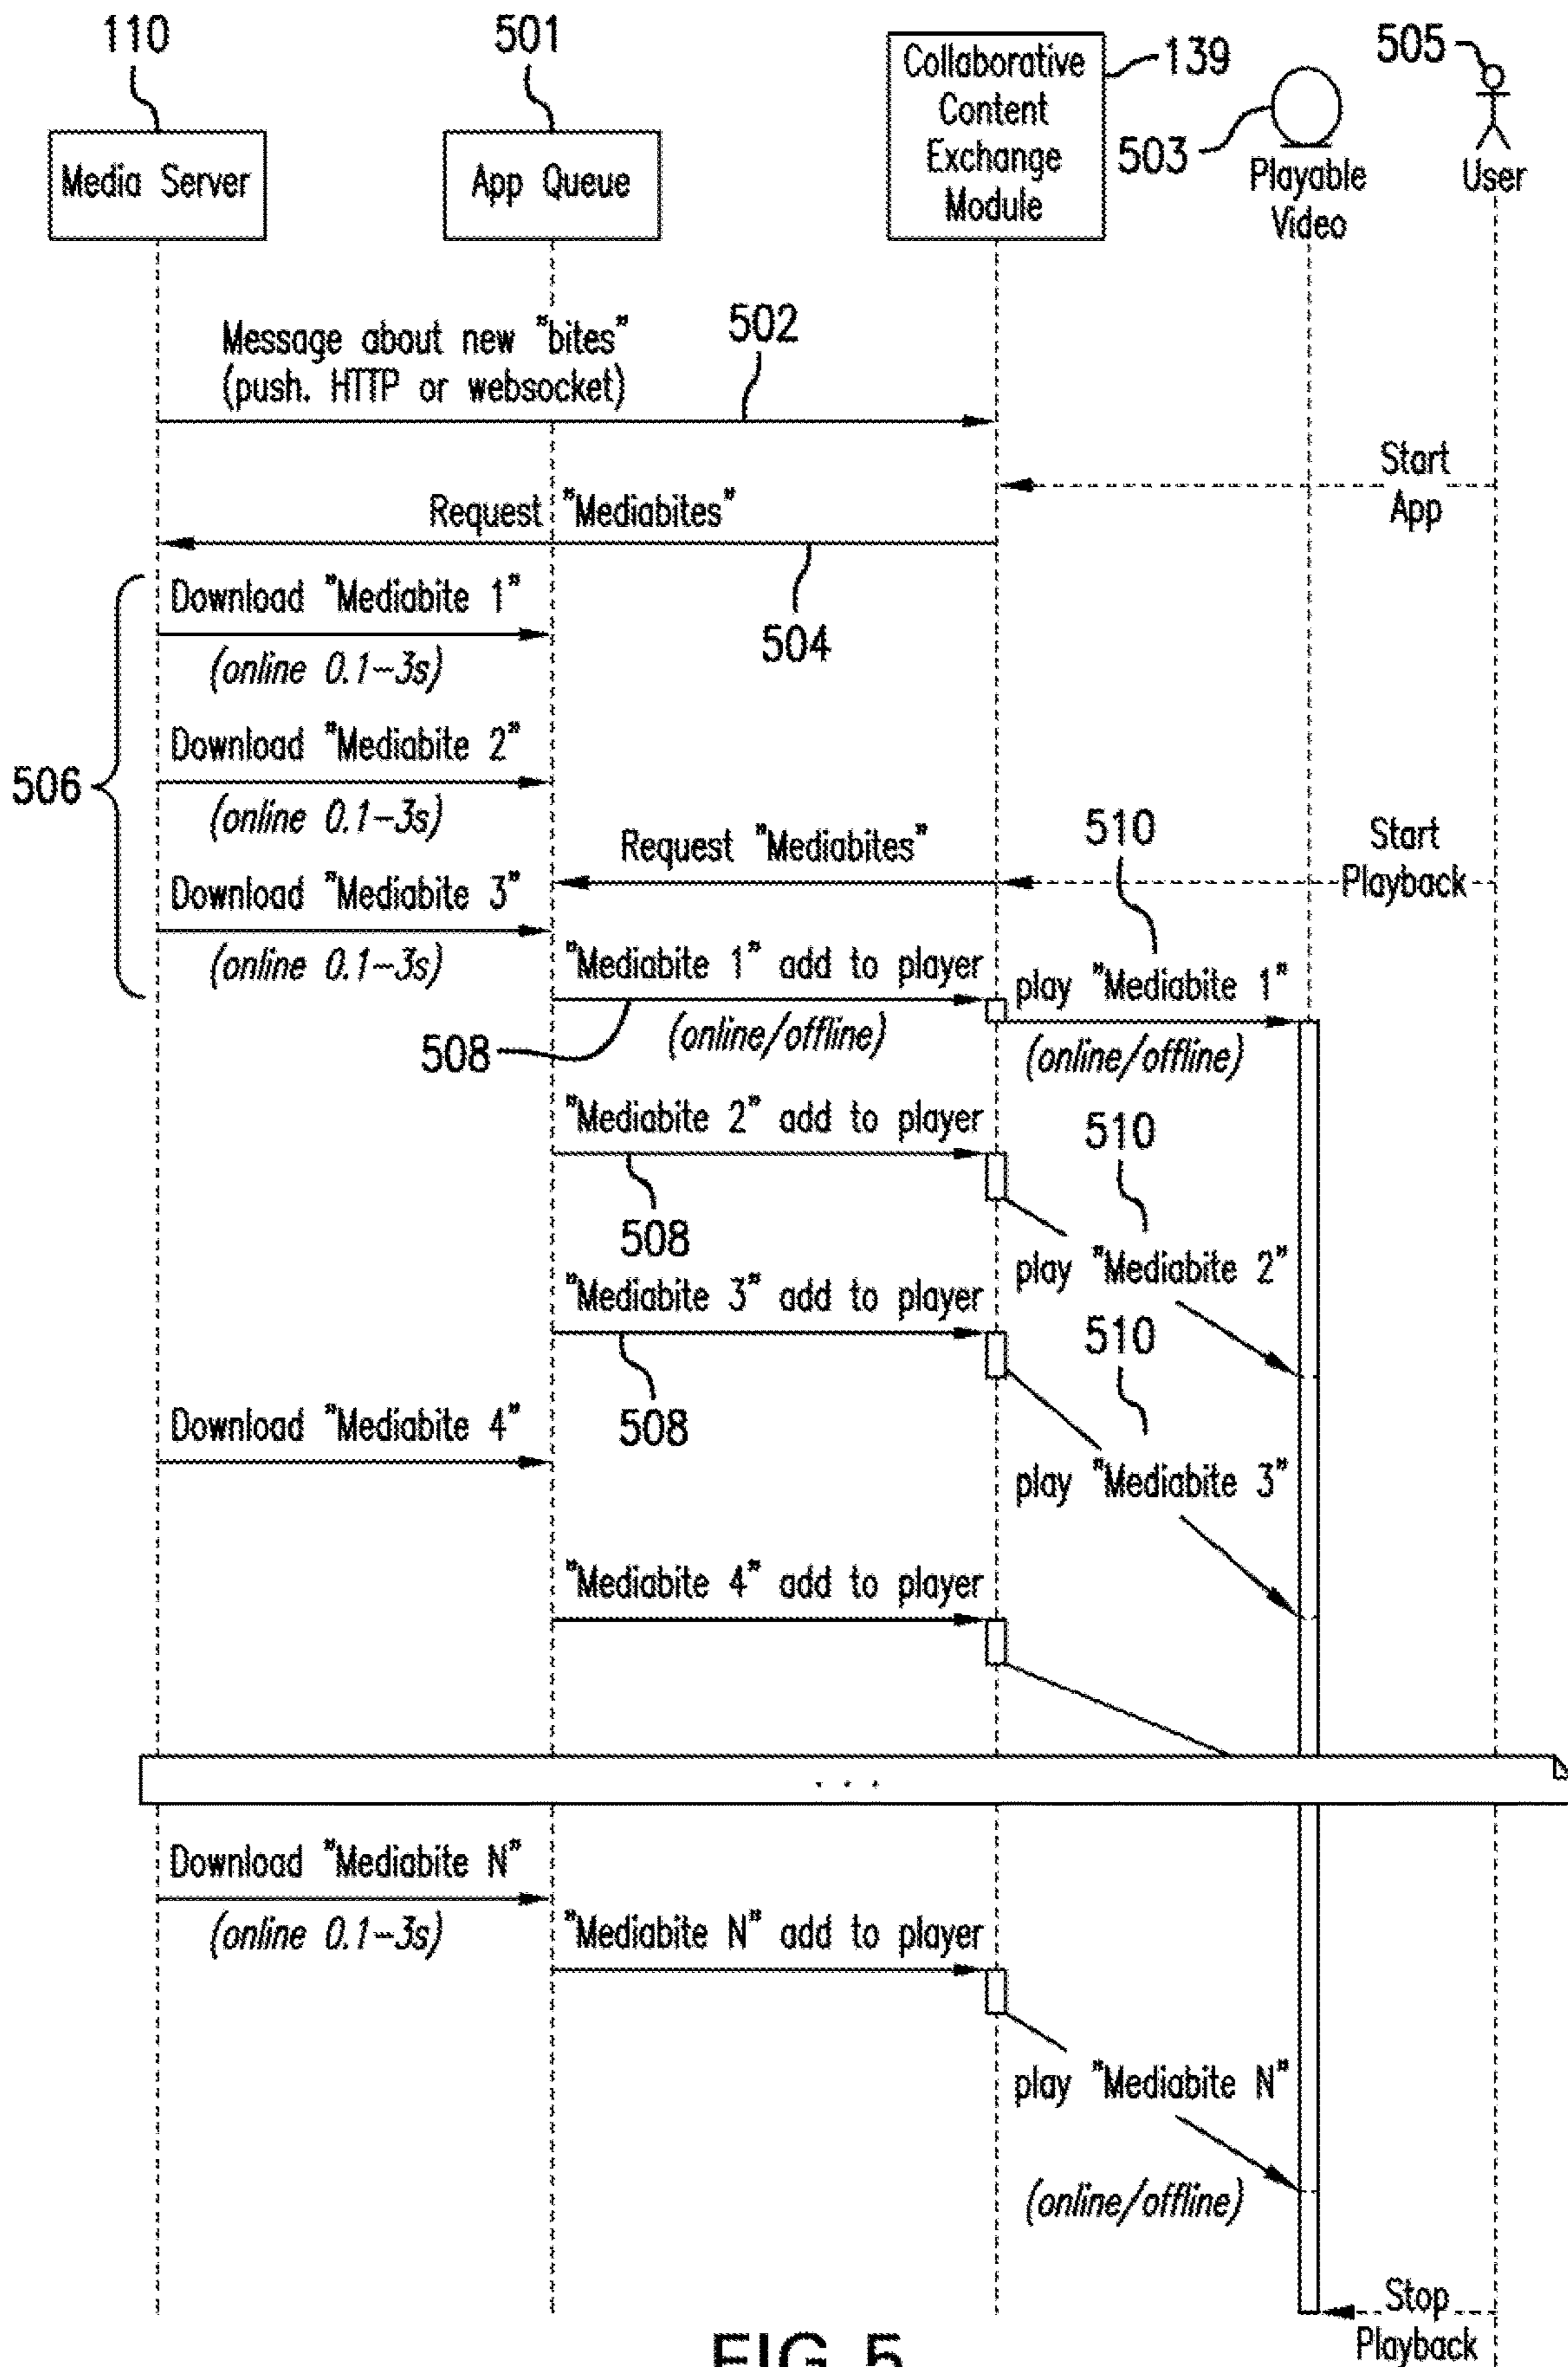 110
501
505
Collaborative
Content
Exchange
Module
139
503
Media Server
App Queue
Playable
Video
User
Message about new "bites"
(push. HTTP or websocket)
502
Start
App
Request "Mediabites"
504
506
Download "Mediabite 1"
(online 0.1-3s)
Download "Mediabite 2"
(online 0.1-3s)
Request "Mediabites"
510
Start
Playback
Download "Mediabite 3"
(online 0.1-3s)
"Mediabite 1" add to player
508
(online/offline)
play "Mediabite 1"
(online/offline)
"Mediabite 2" add to player
508
510
play "Mediabite 2"
"Mediabite 3" add to player
508
510
play "Mediabite 3"
Download "Mediabite 4"
"Mediabite 4" add to player
. . .
Download "Mediabite N"
(online 0.1-3s)
"Mediabite N" add to player
play "Mediabite N"
(online/offline)
Stop
Playback
FIG. 5